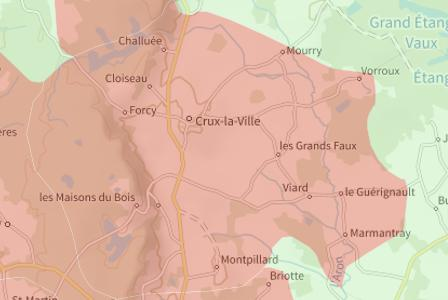 Grand Étan
Vaux
Étang
Challuée
Mourry
Vorroux
Cloiseau
Forcy
Crux-la-Ville
les Grands Faux
les Maisons du Bois
Viard
le Guérignault
Marmantray
Montpillard
l'Aron
Briotte
St-Martin